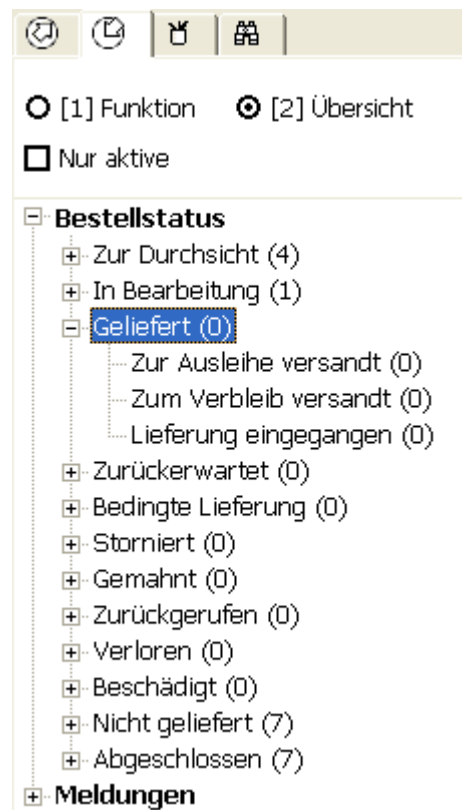 [1] Funktion [2] Übersicht
Nur aktive
Bestellstatus
Zur Durchsicht (4)
In Bearbeitung (1)
Geliefert (0)
Zur Ausleihe versandt (0)
Zum Verbleib versandt (0)
Lieferung eingegangen (0)
Zurückerwartet (0)
Bedingte Lieferung (0)
Storniert (0)
Gemahnt (0)
Zurückgerufen (0)
Verloren (0)
Beschädigt (0)
Nicht geliefert (7)
Abgeschlossen (7)
Meldungen